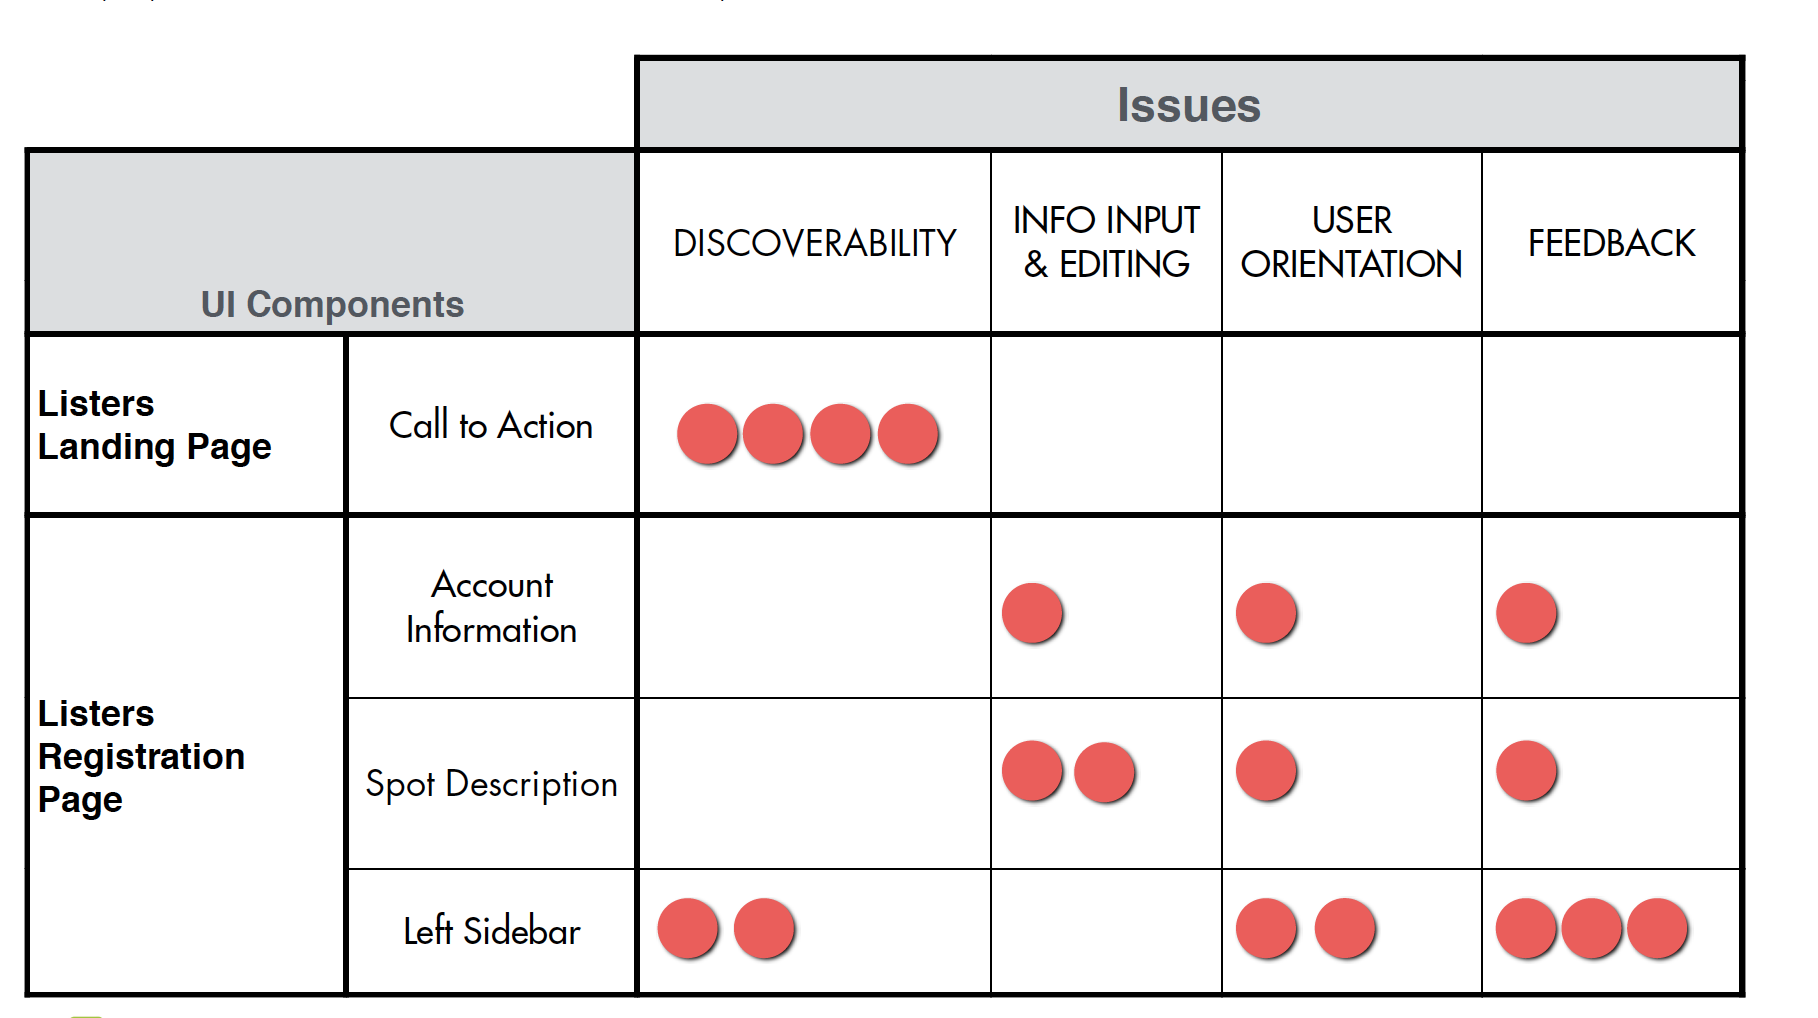 Issues
UI Components
DISCOVERABILITY
INFO INPUT
& EDITING
USER
ORIENTATION
FEEDBACK
Listers
Landing Page
Call to Action
Listers
Registration
Page
Account
Information
Spot Description
Left Sidebar